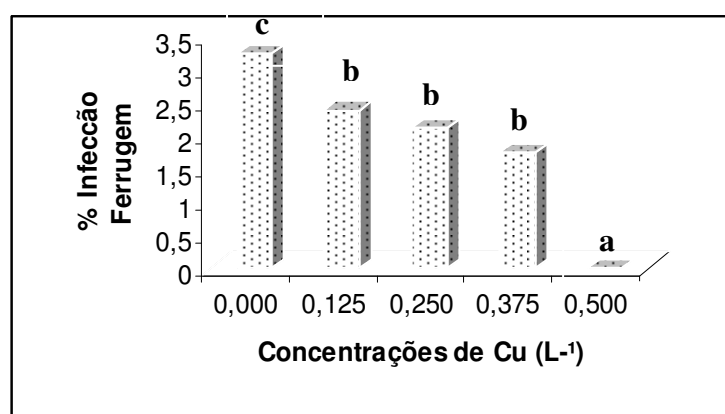 c
b
b
b
a
3,5
3
2,5
2
1,5
1
0,5
0
% Infecção
Ferrugem
0,000 0,125 0,250 0,375 0,500
Concentrações de Cu (L-¹)